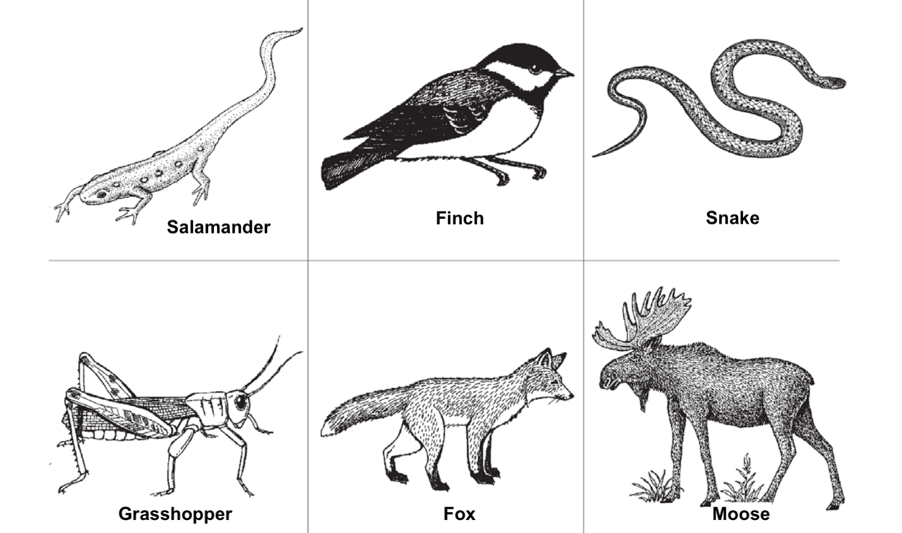 Salamander
Finch
Snake
Grasshopper
Fox
Moose